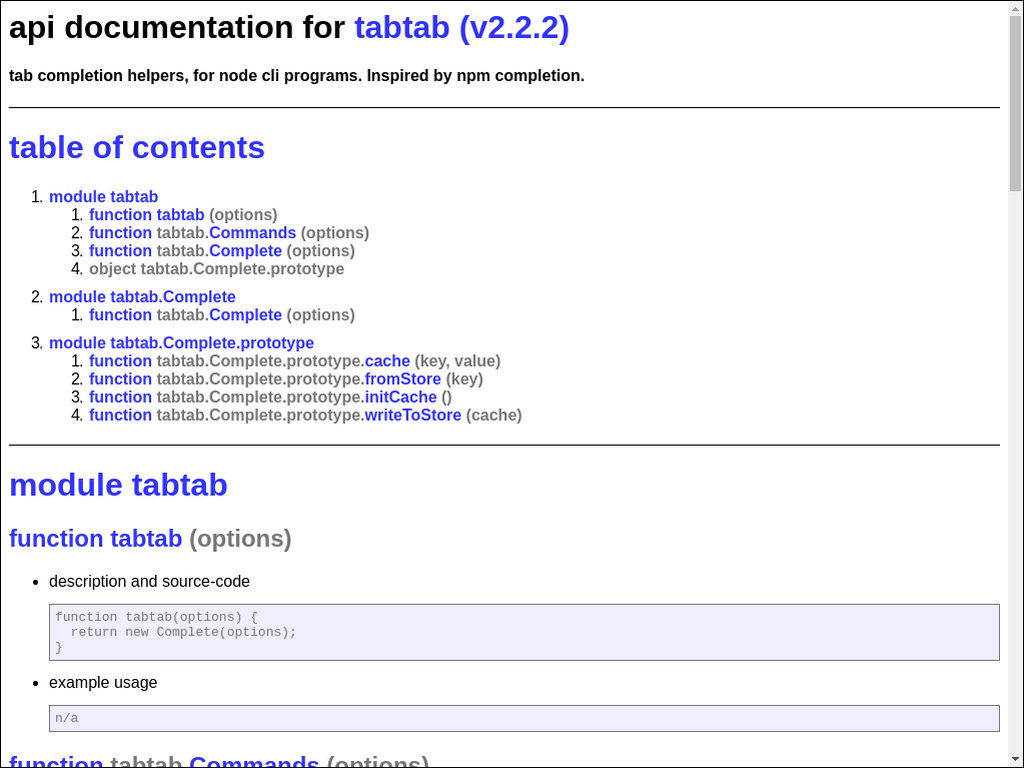 api documentation for tabtab (v2.2.2)
tab completion helpers, for node cli programs. Inspired by npm completion.
table of contents
1. module tabtab
1. function tabtab (options)
2. function tabtab.Commands (options)
3. function tabtab.Complete (options)
4. object tabtab.Complete.prototype
2. module tabtab.Complete
1. function tabtab.Complete (options)
3. module tabtab.Complete.prototype
1. function tabtab.Complete.prototype.cache (key, value)
2. function tabtab.Complete.prototype.fromStore (key)
3. function tabtab.Complete.prototype.initCache ()
4. function tabtab.Complete.prototype.writeToStore (cache)
module tabtab
function tabtab (options)
• description and source-code
function tabtab(options) {
  return new Complete(options);
}
• example usage
n/a
function tabtab.Commands (options)